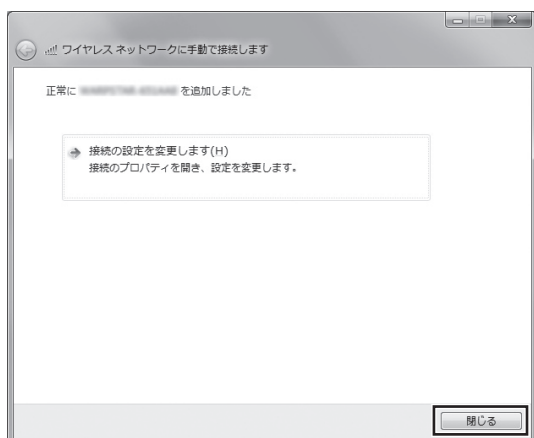 ワイヤレス ネットワークに手動で接続します
正常に を追加しました
接続の設定を変更します(H)
接続のプロパティを開き、設定を変更します。
閉じる